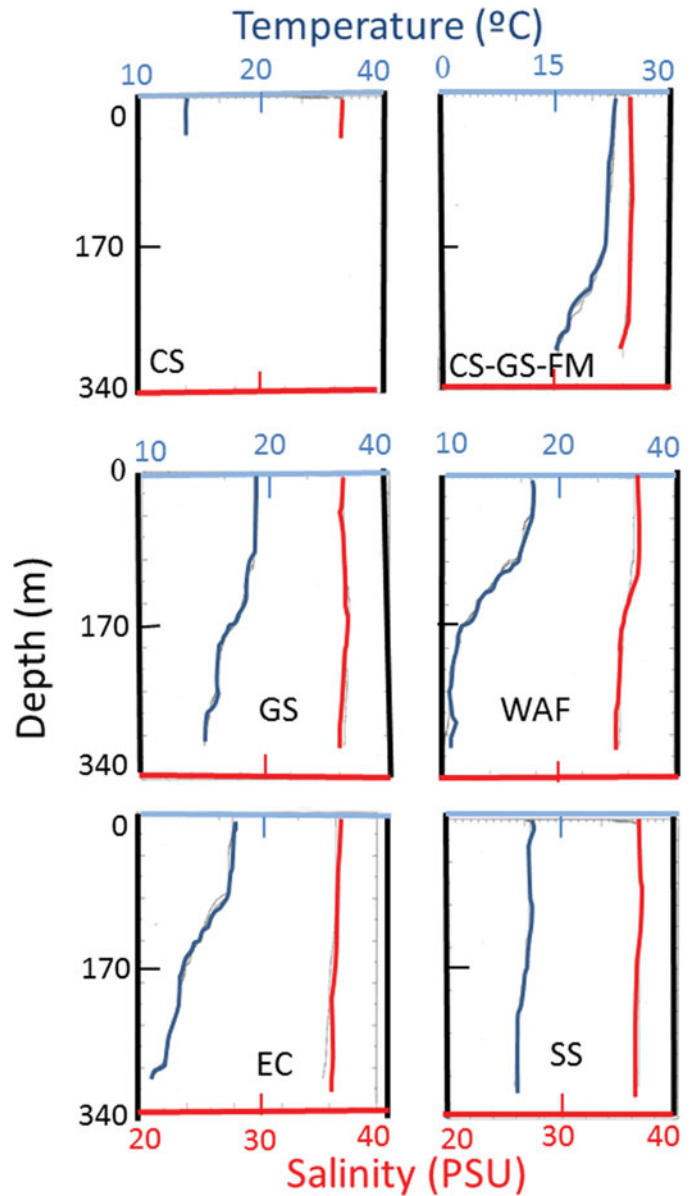 Temperature (ºC)
10 20 40 0 15 30
0
170
340
CS CS-GS-FM
10 20 40 10 20 40
0
170
340
GS WAF
Depth (m)
0
170
340
EC SS
20 30 40 20 30 40
Salinity (PSU)